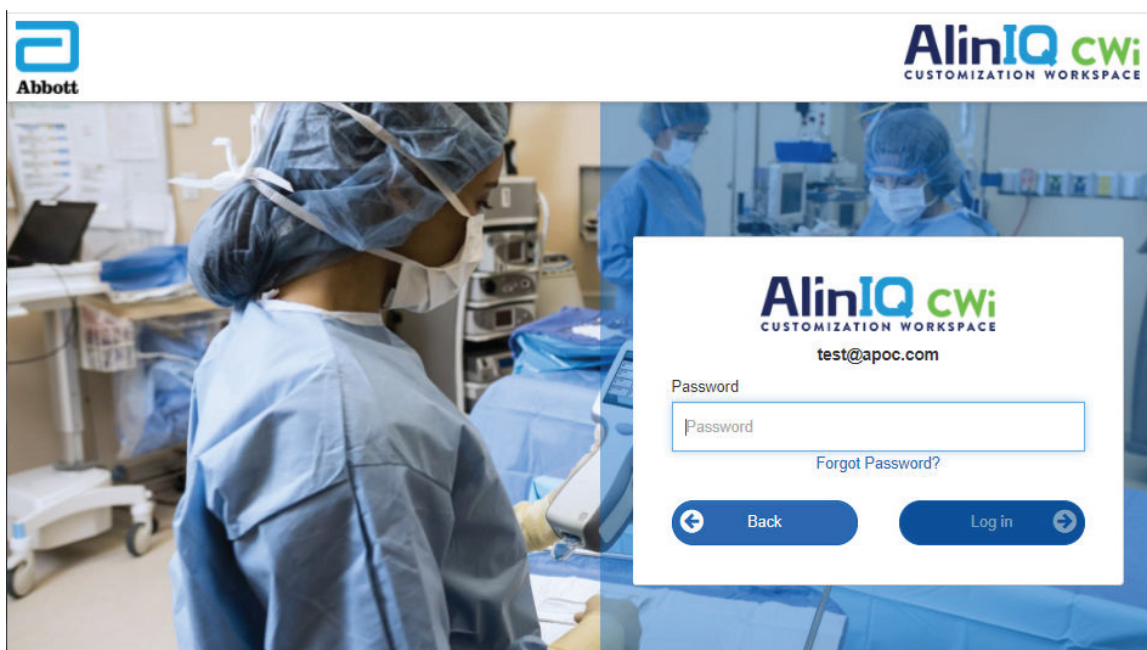 Abbott
AlinIQ CWi
CUSTOMIZATION WORKSPACE
AlinIQ CWi
CUSTOMIZATION WORKSPACE
test@apoc.com
Password
Password
Forgot Password?
Back
Log in